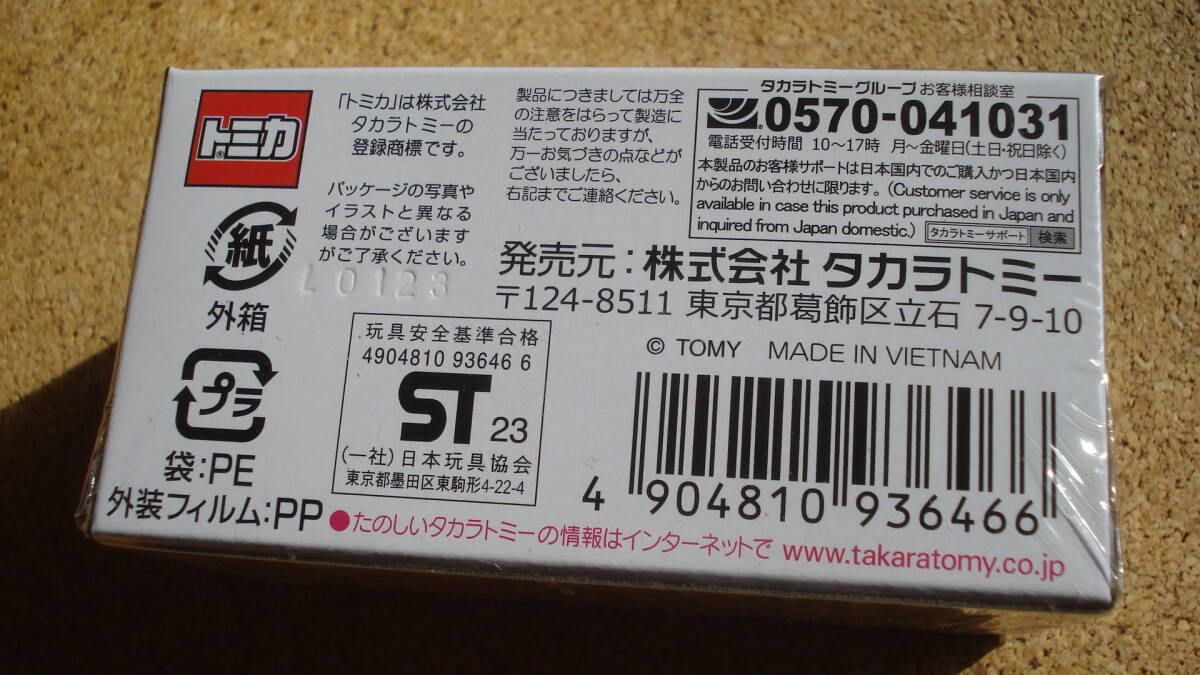 トミカ
®
「トミカ」は株式会社
タカラトミーの
登録商標です。
パッケージの写真や
イラストと異なる
場合がございます
がご了承ください。
L0123
紙
外箱
プラ
袋:PE
外装フィルム:PP
製品につきましては万全
の注意をはらって製造に
当たっておりますが、
万一お気づきの点などが
ございましたら、
右記までご連絡ください。
タカラトミーグループ お客様相談室
0570-041031
電話受付時間 10〜17時 月〜金曜日(土日・祝日除く)
本製品のお客様サポートは日本国内でのご購入かつ日本国内
からのお問い合わせに限ります。(Customer service is only
available in case this product purchased in Japan and
inquired from Japan domestic.) タカラトミーサポート 検索
発売元:株式会社 タカラトミー
〒124-8511 東京都葛飾区立石 7-9-10
© TOMY MADE IN VIETNAM
玩具安全基準合格
4904810 93646 6
ST 23
(一社)日本玩具協会
東京都墨田区東駒形4-22-4
4 904810 936466
●たのしいタカラトミーの情報はインターネットで www.takaratomy.co.jp